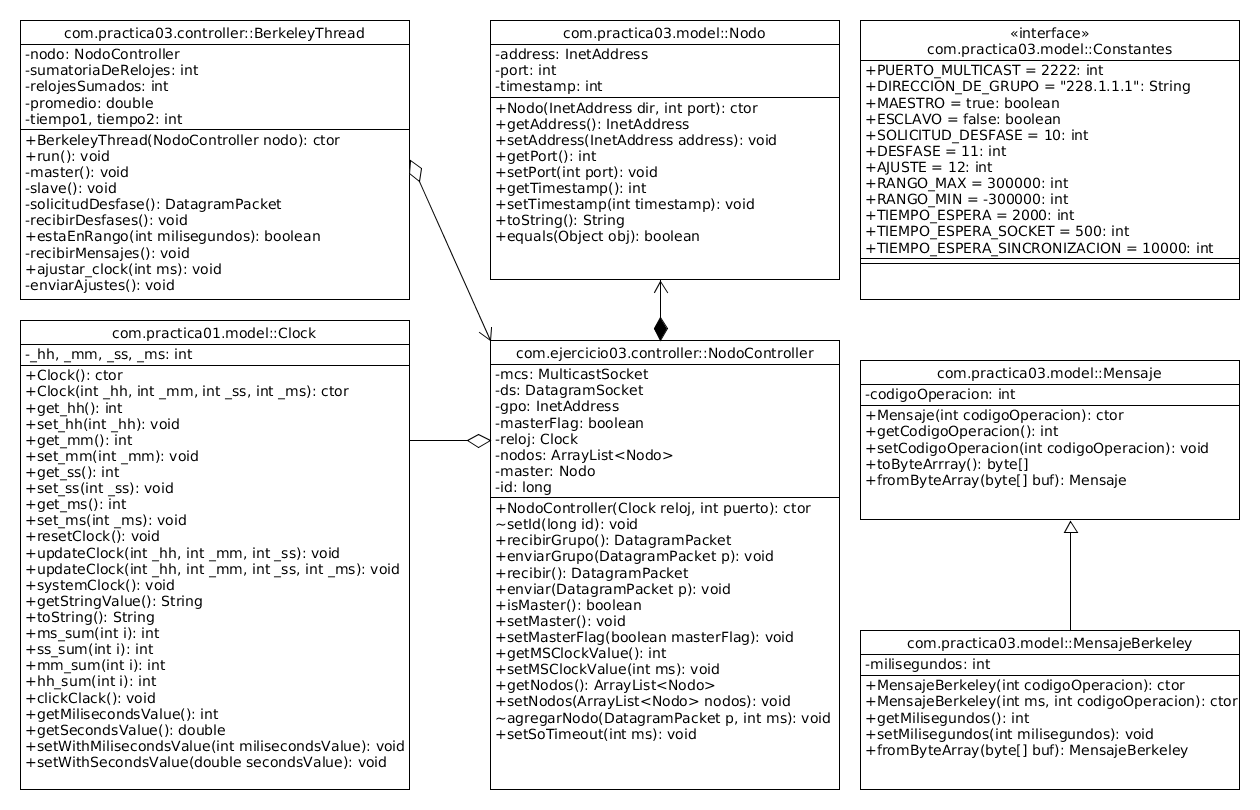 com.practica03.controller::BerkeleyThread
-nodo: NodoController
-sumatoriaDeRelojes: int
-relojesSumados: int
-promedio: double
-tiempo1, tiempo2: int
+BerkeleyThread(NodoController nodo): ctor
+run(): void
-master(): void
-slave(): void
-solicitudDesfase(): DatagramPacket
-recibirDesfases(): void
+estaEnRango(int milisegundos): boolean
-recibirMensajes(): void
+ajustar_clock(int ms): void
-enviarAjustes(): void
com.practica03.model::Nodo
-address: InetAddress
-port: int
-timestamp: int
+Nodo(InetAddress dir, int port): ctor
+getAddress(): InetAddress
+setAddress(InetAddress address): void
+getPort(): int
+setPort(int port): void
+getTimestamp(): int
+setTimestamp(int timestamp): void
+toString(): String
+equals(Object obj): boolean
«interface»
com.practica03.model::Constantes
+PUERTO_MULTICAST = 2222: int
+DIRECCION_DE_GRUPO = "228.1.1.1": String
+MAESTRO = true: boolean
+ESCLAVO = false: boolean
+SOLICITUD_DESFASE = 10: int
+DESFASE = 11: int
+AJUSTE = 12: int
+RANGO_MAX = 300000: int
+RANGO_MIN = -300000: int
+TIEMPO_ESPERA = 2000: int
+TIEMPO_ESPERA_SOCKET = 500: int
+TIEMPO_ESPERA_SINCRONIZACION = 10000: int
com.practica01.model::Clock
-_hh, _mm, _ss, _ms: int
+Clock(): ctor
+Clock(int _hh, int _mm, int _ss, int _ms): ctor
+get_hh(): int
+set_hh(int _hh): void
+get_mm(): int
+set_mm(int _mm): void
+get_ss(): int
+set_ss(int _ss): void
+get_ms(): int
+set_ms(int _ms): void
+resetClock(): void
+updateClock(int _hh, int _mm, int _ss): void
+updateClock(int _hh, int _mm, int _ss, int _ms): void
+systemClock(): void
+getStringValue(): String
+toString(): String
+ms_sum(int i): int
+ss_sum(int i): int
+mm_sum(int i): int
+hh_sum(int i): int
+clickClack(): void
+getMilisecondsValue(): int
+getSecondsValue(): double
+setWithMilisecondsValue(int milisecondsValue): void
+setWithSecondsValue(double secondsValue): void
com.ejercicio03.controller::NodoController
-mcs: MulticastSocket
-ds: DatagramSocket
-gpo: InetAddress
-masterFlag: boolean
-reloj: Clock
-nodos: ArrayList<Nodo>
-master: Nodo
-id: long
+NodoController(Clock reloj, int puerto): ctor
~setId(long id): void
+recibirGrupo(): DatagramPacket
+enviarGrupo(DatagramPacket p): void
+recibir(): DatagramPacket
+enviar(DatagramPacket p): void
+isMaster(): boolean
+setMaster(): void
+setMasterFlag(boolean masterFlag): void
+getMSClockValue(): int
+setMSClockValue(int ms): void
+getNodos(): ArrayList<Nodo>
+setNodos(ArrayList<Nodo> nodos): void
~agregarNodo(DatagramPacket p, int ms): void
+setSoTimeout(int ms): void
com.practica03.model::Mensaje
-codigoOperacion: int
+Mensaje(int codigoOperacion): ctor
+getCodigoOperacion(): int
+setCodigoOperacion(int codigoOperacion): void
+toByteArrray(): byte[]
+fromByteArray(byte[] buf): Mensaje
com.practica03.model::MensajeBerkeley
-milisegundos: int
+MensajeBerkeley(int codigoOperacion): ctor
+MensajeBerkeley(int ms, int codigoOperacion): ctor
+getMilisegundos(): int
+setMilisegundos(int milisegundos): void
+fromByteArray(byte[] buf): MensajeBerkeley